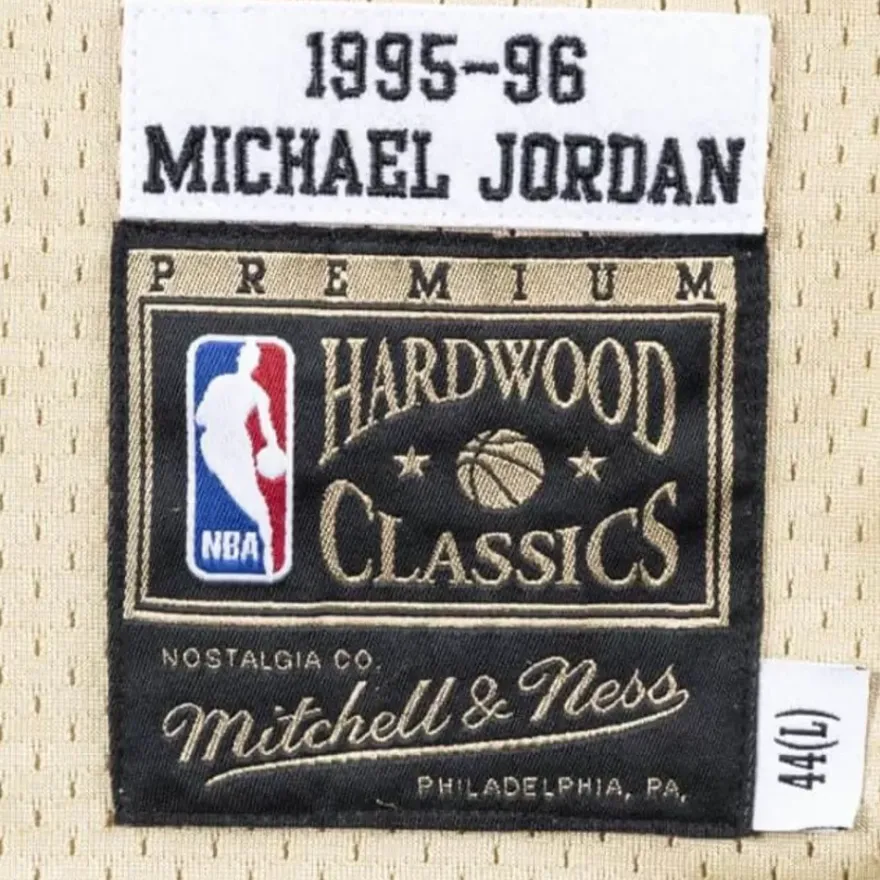 1995-96
MICHAEL JORDAN
PREMIUM
NBA
HARDWOOD
CLASSICS
NOSTALGIA CO.
Mitchell & Ness
PHILADELPHIA, PA.
44(L)